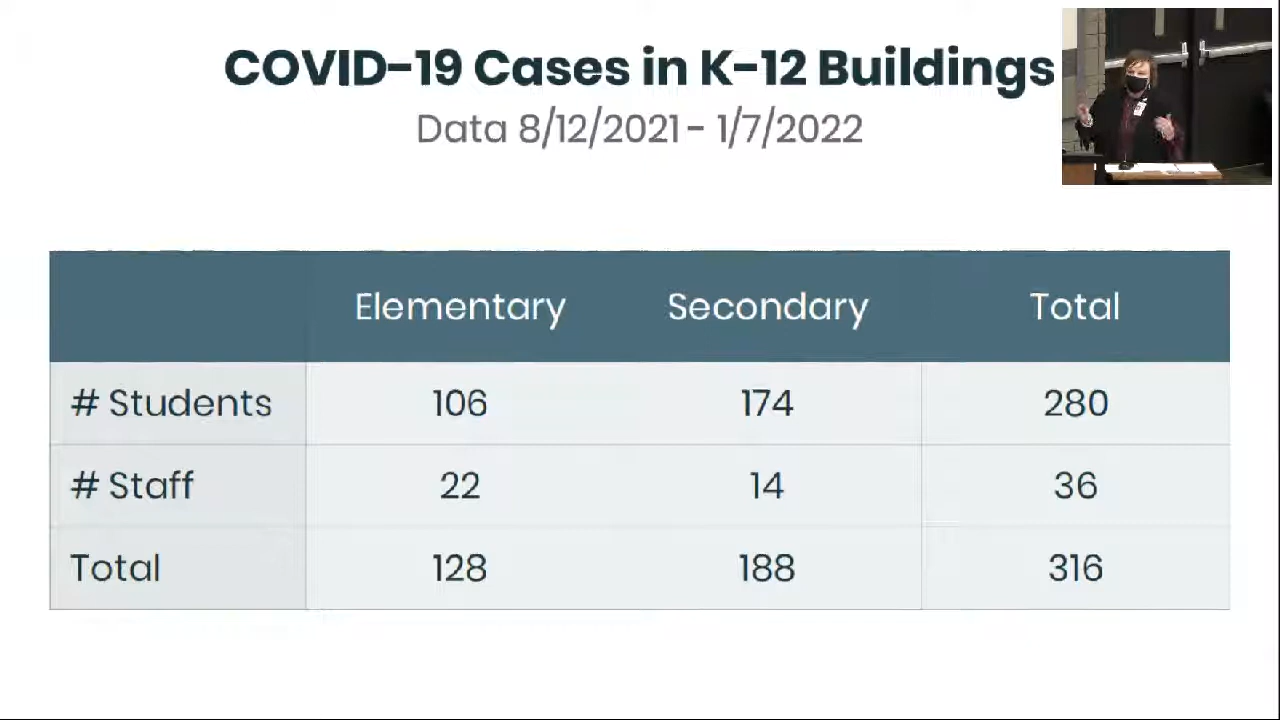 COVID-19 Cases in K-12 Buildings
Data 8/12/2021 - 1/7/2022
Elementary Secondary Total
# Students 106 174 280
# Staff 22 14 36
Total 128 188 316